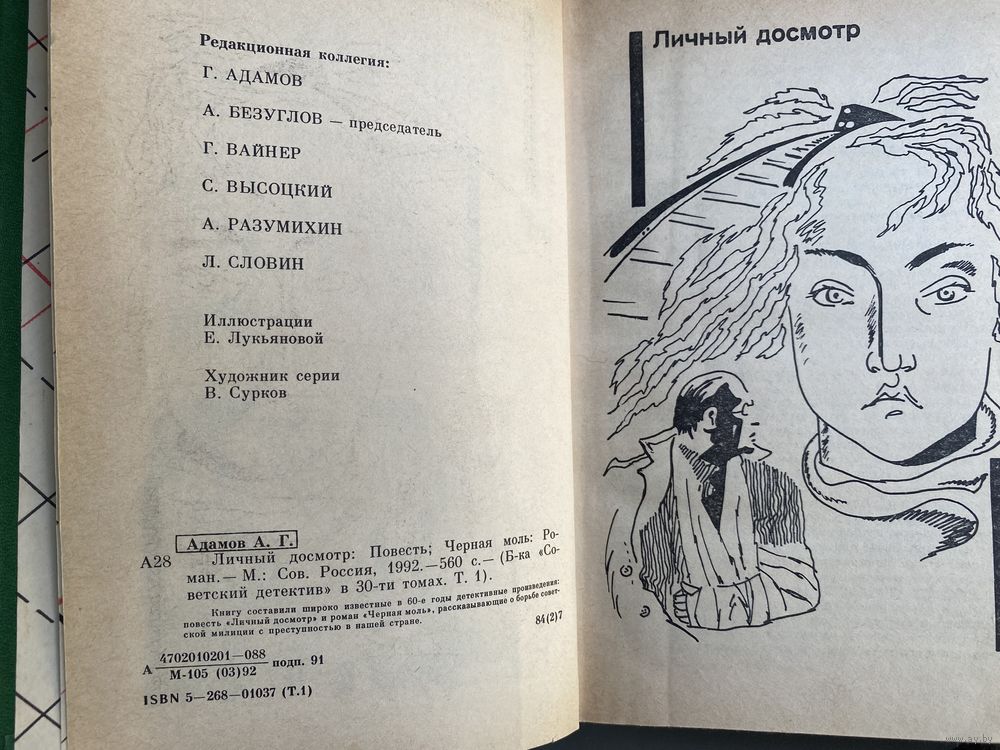 Редакционная коллегия:
Г. АДАМОВ
А. БЕЗУГЛОВ — председатель
Г. ВАЙНЕР
С. ВЫСОЦКИЙ
А. РАЗУМИХИН
Л. СЛОВИН
Иллюстрации
Е. Лукьяновой
Художник серии
В. Сурков
Адамов А. Г.
А28 Личный досмотр: Повесть; Черная моль: Ро-
ман.— М.: Сов. Россия, 1992.—560 с.— (Б-ка «Со-
ветский детектив» в 30-ти томах. Т. 1).
Книгу составили широко известные в 60-е годы детективные произведения:
повесть «Личный досмотр» и роман «Черная моль», рассказывающие о борьбе совет-
ской милиции с преступностью в нашей стране.
84(2)7
А 4702010201—088
М-105 (03)92 подп. 91
ISBN 5—268—01037 (Т.1)
Личный досмотр
www.ay.by